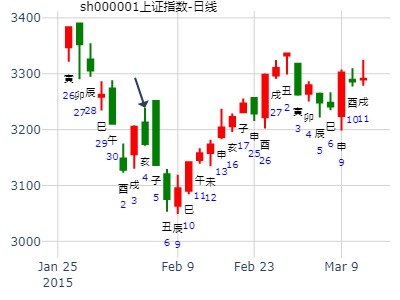 sh000001上证指数-日线
3400
3300
3200
3100
3000
寅
26
卯
27
辰
28
巳
29
午
30
酉
2
戌
3
亥
4
子
5
丑
6
辰
9
巳
10
午
11
未
12
申
13
亥
16
子
17
申
25
酉
26
戌
27
丑
2
寅
3
卯
4
辰
5
巳
6
申
9
酉
10
戌
11
Jan 25
2015
Feb 9
Feb 23
Mar 9